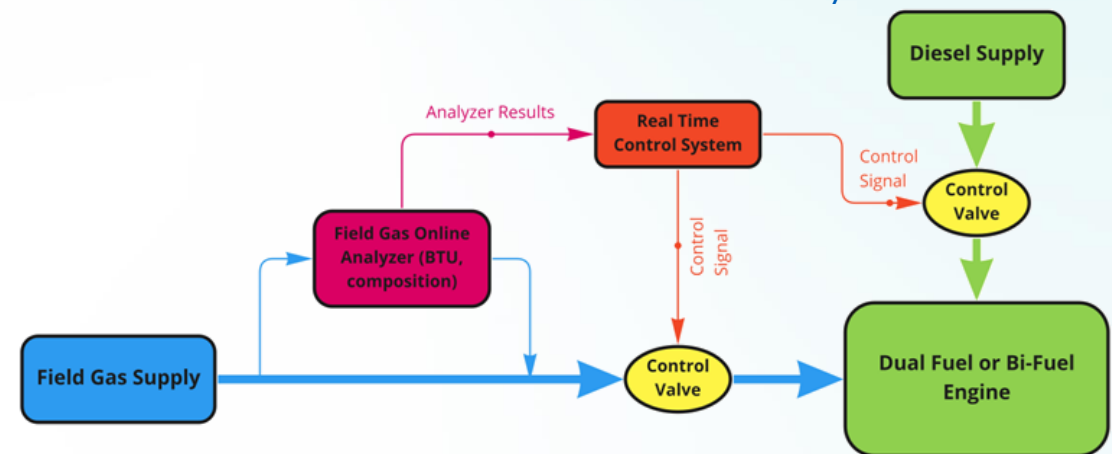 Diesel Supply
Analyzer Results
Real Time
Control System
Control
Signal
Control
Valve
Field Gas Online
Analyzer (BTU,
composition)
Control
Signal
Field Gas Supply
Control
Valve
Dual Fuel or Bi-Fuel
Engine